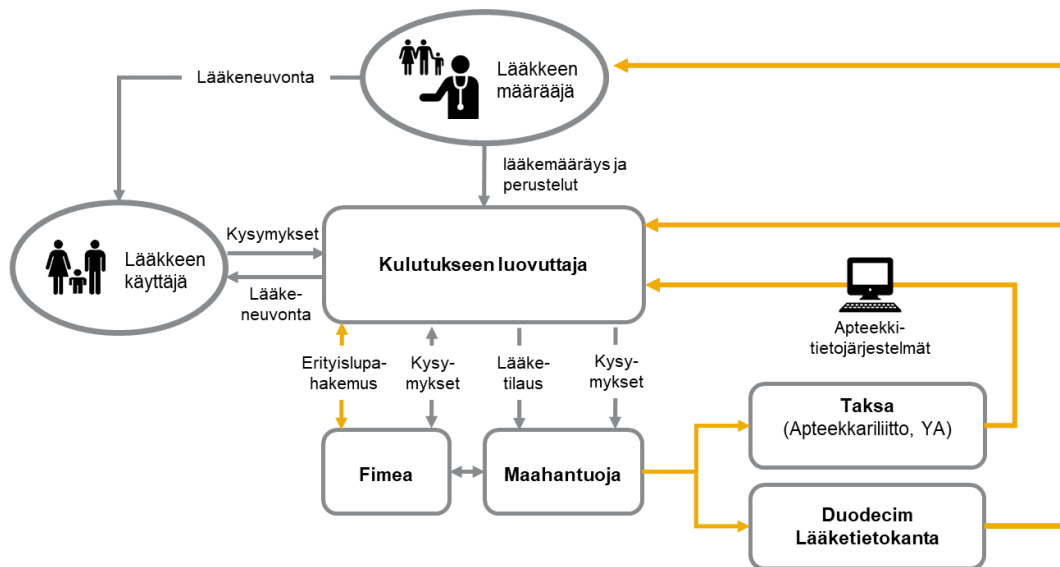 Lääkkeen
määrääjä
Lääkeneuvonta
lääkemääräys ja
perustelut
Lääkkeen
käyttäjä
Kysymykset
Lääke-
neuvonta
Kulutukseen luovuttaja
Apteekki-
tietojärjestelmät
Erityislupa-
hakemus
Kysy-
mykset
Lääke-
tilaus
Kysy-
mykset
Fimea
Maahantuoja
Taksa
(Apteekkariliitto, YA)
Duodecim
Lääketietokanta